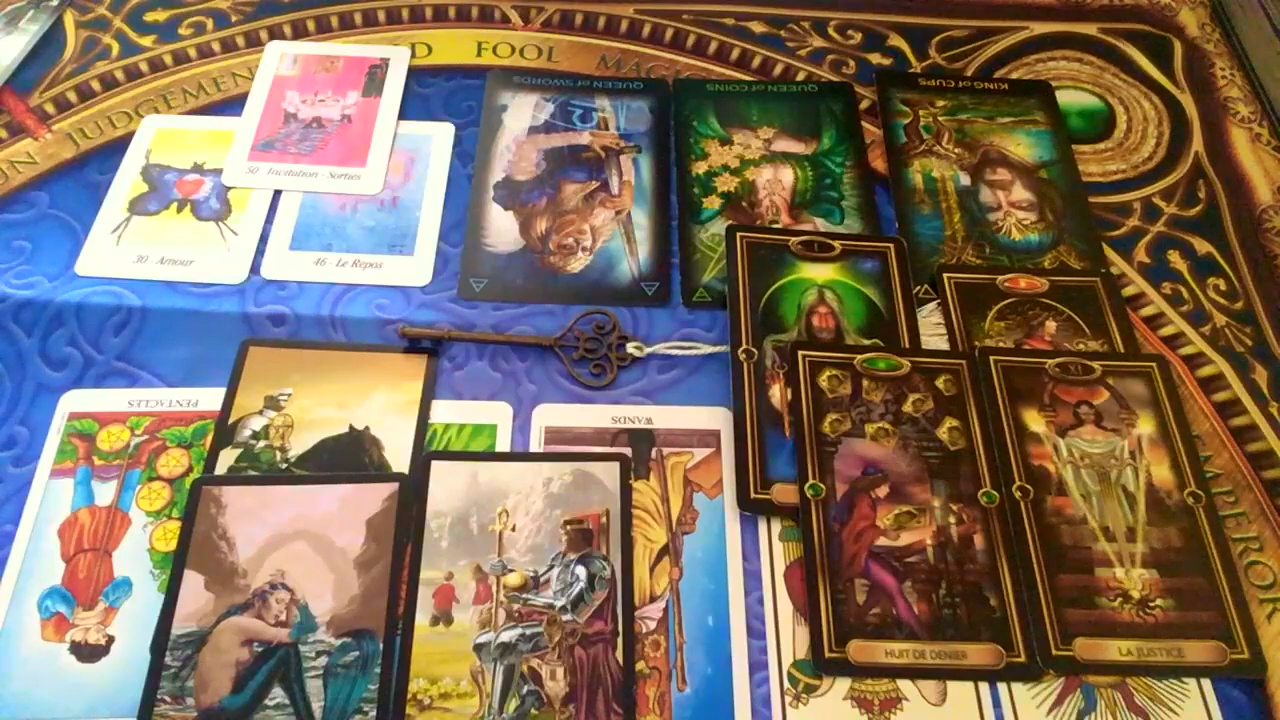 JUDGEMEN
D
FOOL
MAGIC
50 - Invitation - Sorties
30 - Amour
46 - Le Repos
QUEEN of SWORDS
QUEEN of COINS
KING of CUPS
I
PENTACLES
WANDS
XI
HUIT DE DENIER
LA JUSTICE
EMPEROR